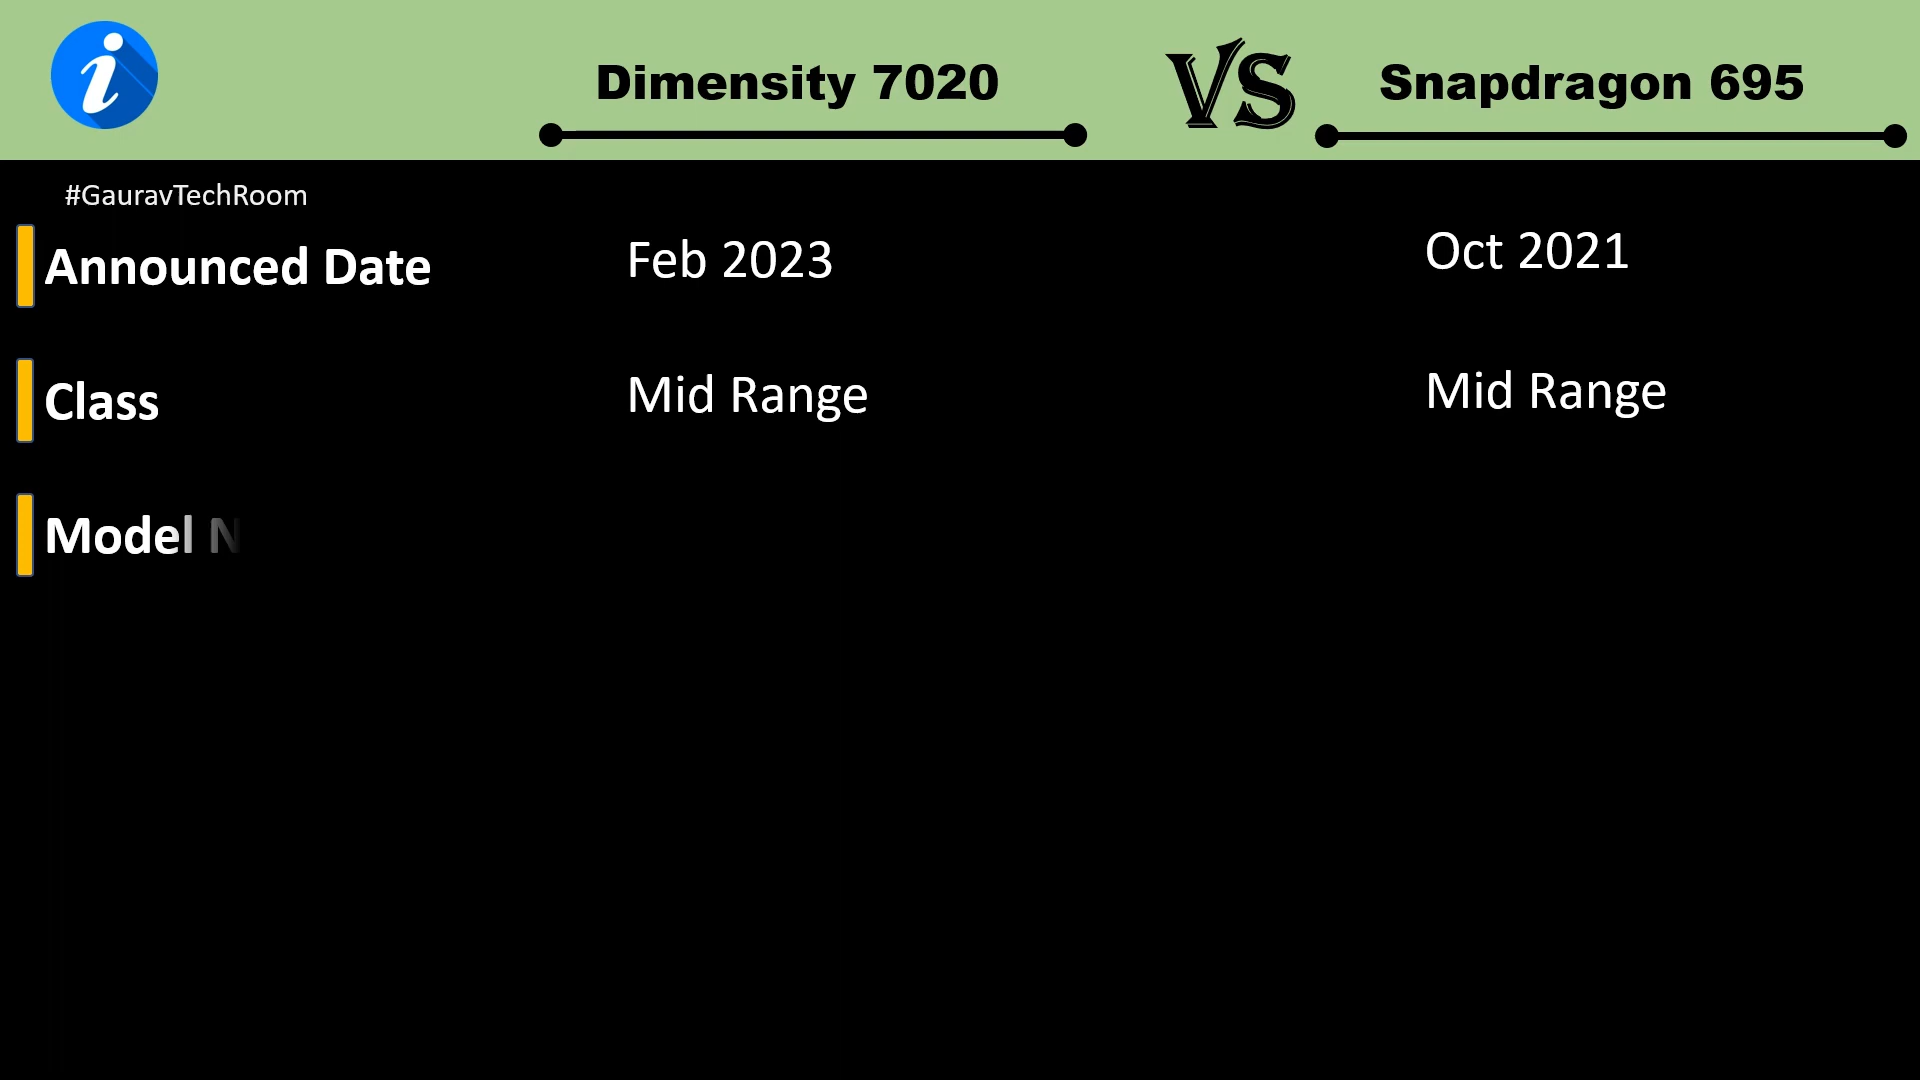 Dimensity 7020 VS Snapdragon 695
#GauravTechRoom
Announced Date Feb 2023 Oct 2021
Class Mid Range Mid Range
Model N